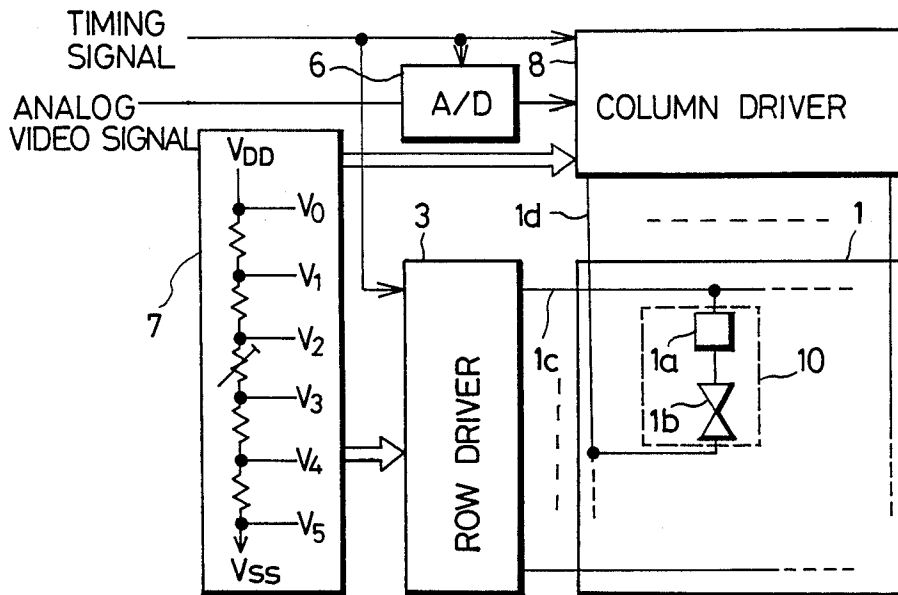 TIMING
SIGNAL
6
A/D
8
COLUMN DRIVER
ANALOG
VIDEO SIGNAL
7
VDD
V0
V1
V2
V3
V4
V5
VSS
3
ROW DRIVER
1d
1
1c
1a
1b
10